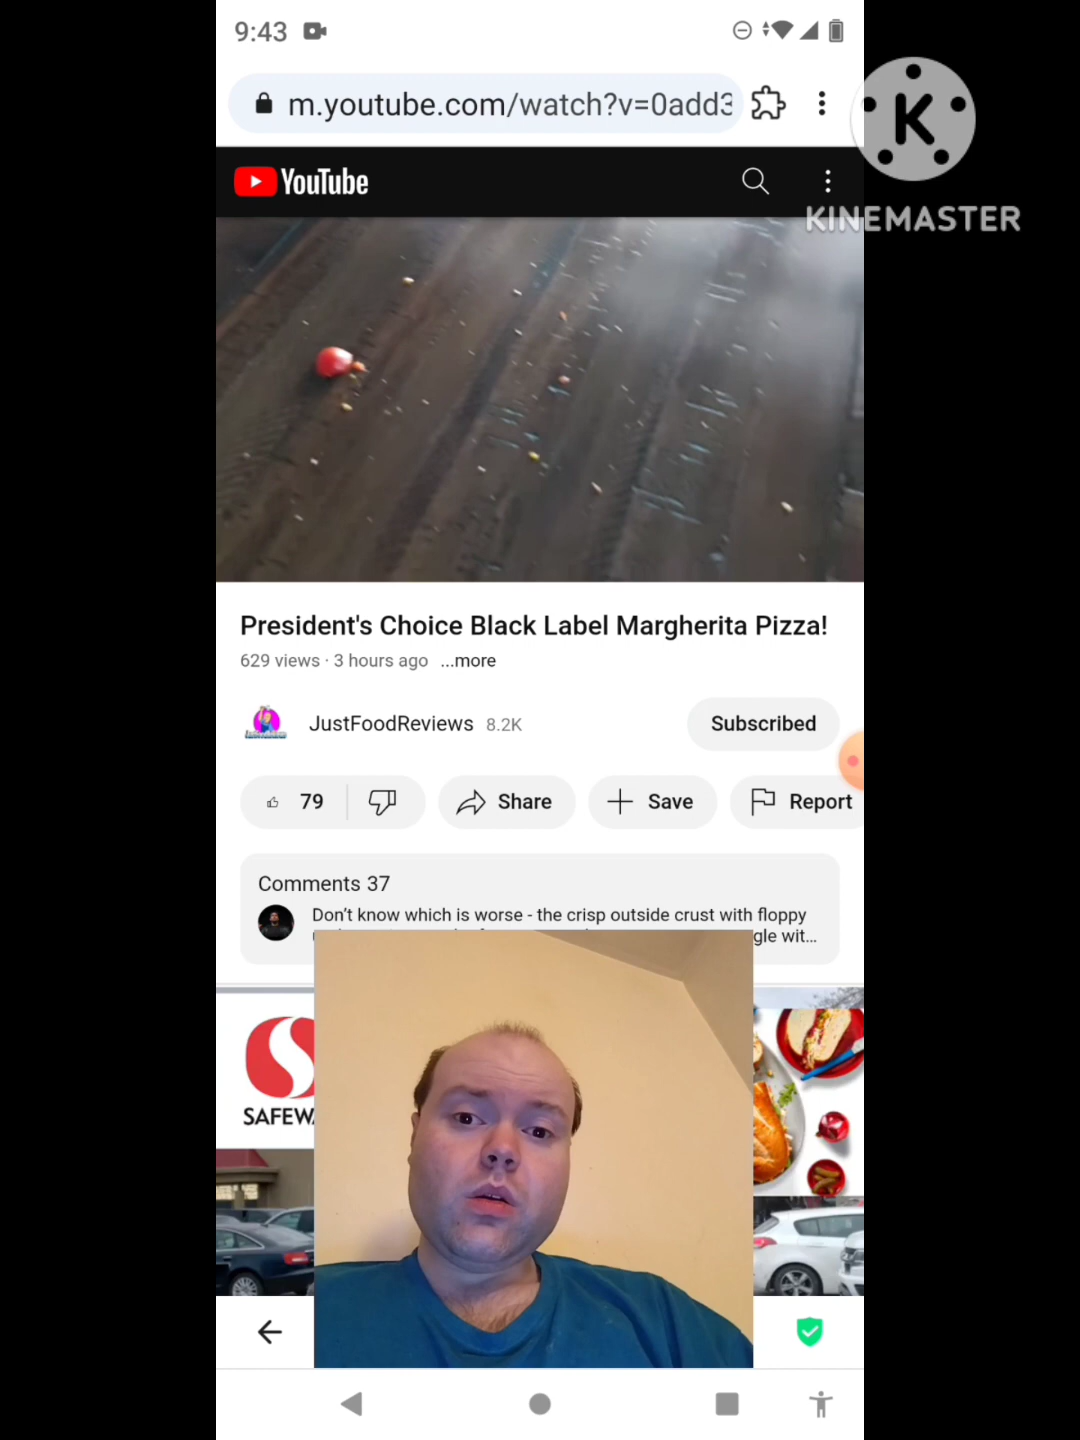 9:43
m.youtube.com/watch?v=0add3
K
KINEMASTER
YouTube
President's Choice Black Label Margherita Pizza!
629 views · 3 hours ago ...more
JustFoodReviews 8.2K
Subscribed
79
Share
Save
Report
Comments 37
Don't know which is worse - the crisp outside crust with floppy
wit...